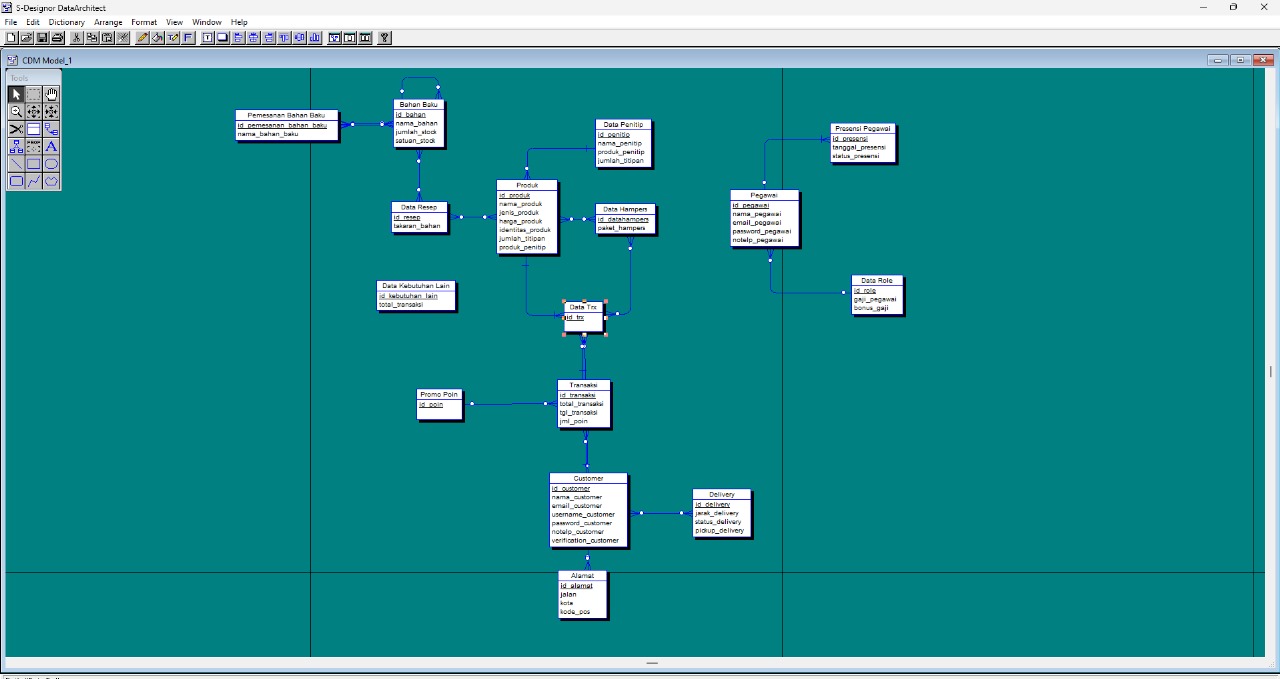 S-Designor DataArchitect
File Edit Dictionary Arrange Format View Window Help
CDM Model_1
Tools
Pemesanan Bahan Baku
id_pemesanan_bahan_baku
nama_bahan_baku
Bahan Baku
id_bahan
nama_bahan
jumlah_stock
satuan_stock
Data Penitip
id_penitip
nama_penitip
produk_penitip
jumlah_titipan
Presensi Pegawai
id_presensi
tanggal_presensi
status_presensi
Produk
id_produk
nama_produk
jenis_produk
harga_produk
identitas_produk
jumlah_titipan
produk_penitip
Data Resep
id_resep
takaran_bahan
Data Hampers
id_datahampers
paket_hampers
Pegawai
id_pegawai
nama_pegawai
email_pegawai
password_pegawai
notelp_pegawai
Data Kebutuhan Lain
id_kebutuhan_lain
total_transaksi
Data Role
id_role
gaji_pegawai
bonus_gaji
Data Trx
id_trx
Promo Poin
id_poin
Transaksi
id_transaksi
total_transaksi
tgl_transaksi
jml_poin
Customer
id_customer
nama_customer
email_customer
username_customer
password_customer
notelp_customer
verification_customer
Delivery
id_delivery
jarak_delivery
status_delivery
pickup_delivery
Alamat
id_alamat
jalan
kota
kode_pos